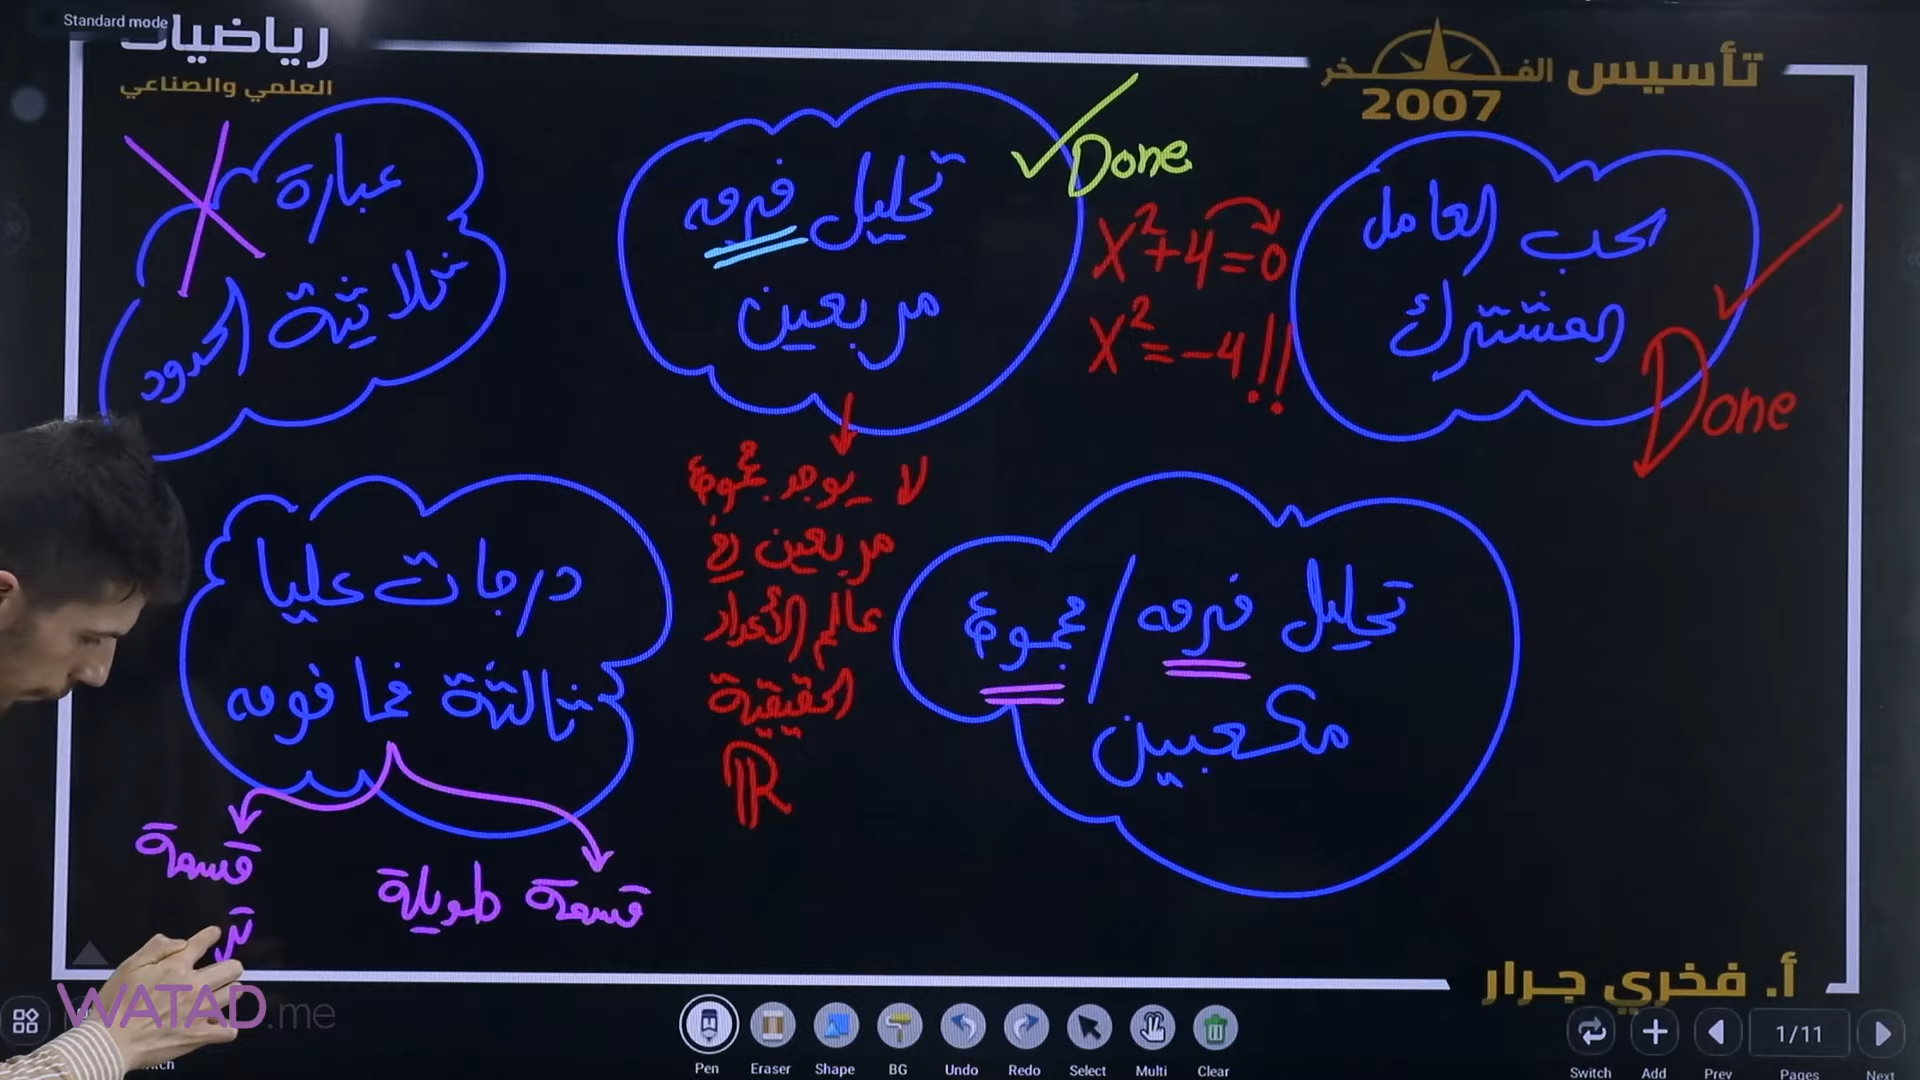 Standard mode
رياضيات
العلمي والصناعي
تأسيس الفخر
2007
سحب العامل
المشترك
Done
تحليل فرق
مربعين
Done
X²+4=0
X²=-4!!
عبارة
ثلاثية الحدود
لا يوجد مجموع
مربعين في
عالم الأعداد
الحقيقية
R
تحليل فرق / مجموع
مكعبين
درجات عليا
ثالثة فما فوق
قسمة طويلة
قسمة
أ. فخري جرار
WATAD.me
Pen
Eraser
Shape
BG
Undo
Redo
Select
Multi
Clear
Switch
Add
Prev
1/11
Pages
Next